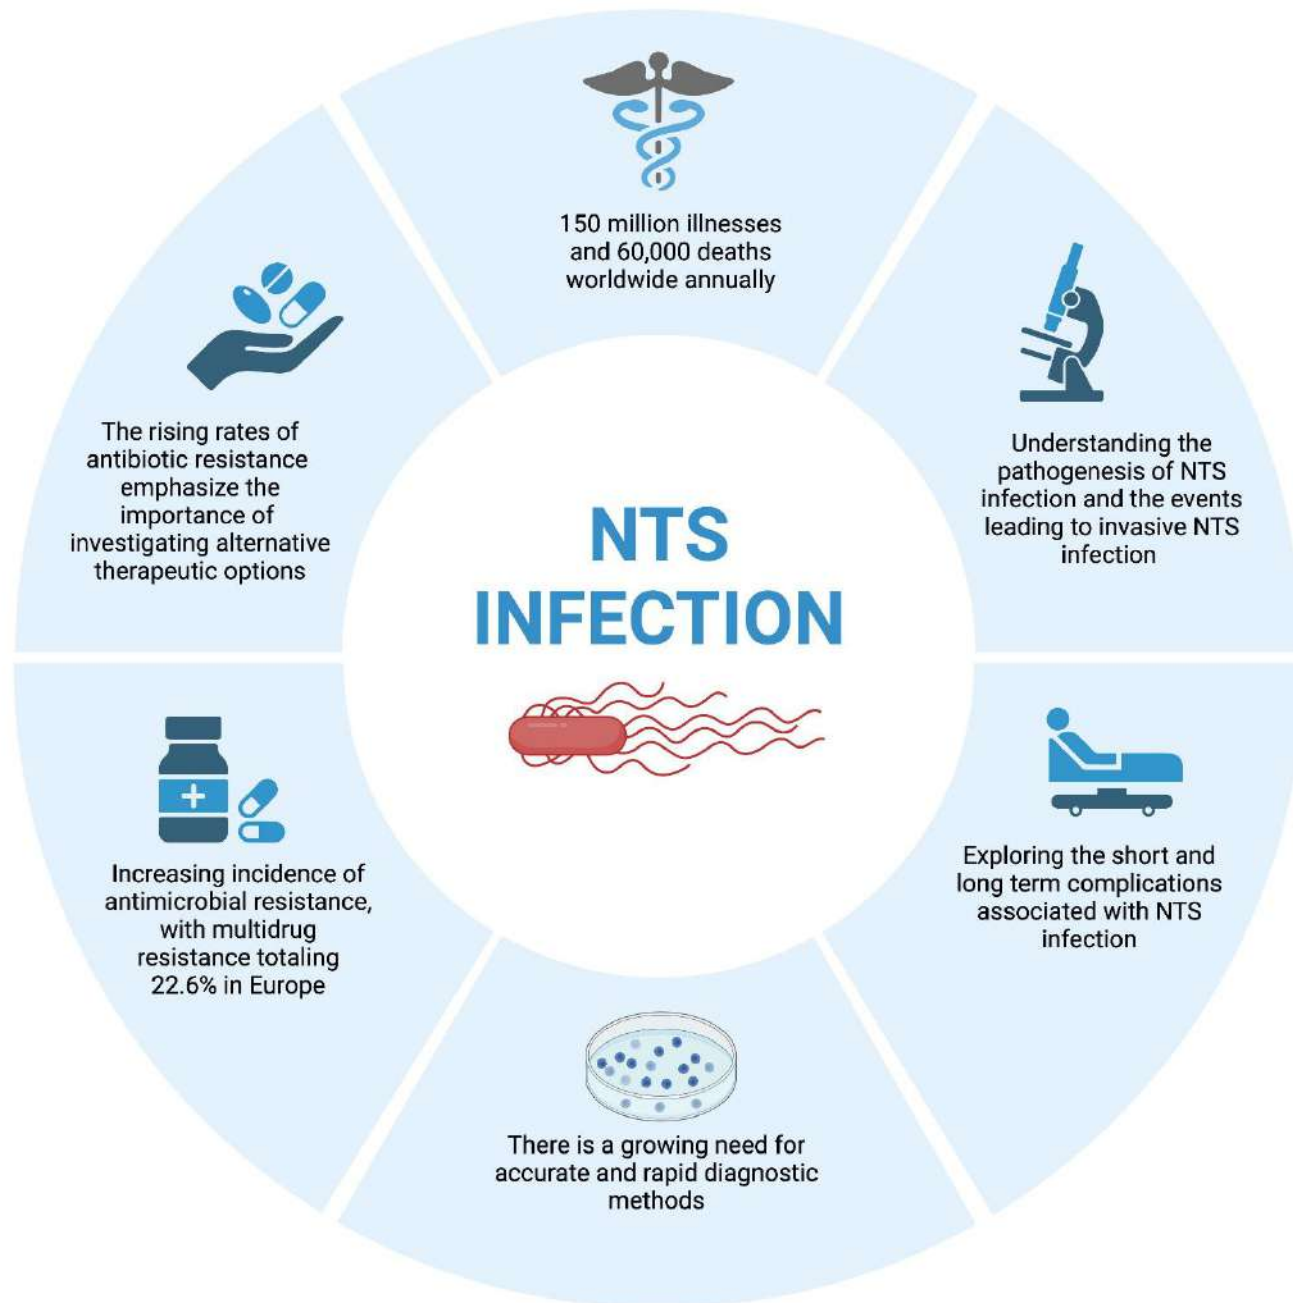 150 million illnesses
and 60,000 deaths
worldwide annually
Understanding the
pathogenesis of NTS
infection and the events
leading to invasive NTS
infection
Exploring the short and
long term complications
associated with NTS
infection
There is a growing need for
accurate and rapid diagnostic
methods
Increasing incidence of
antimicrobial resistance,
with multidrug
resistance totaling
22.6% in Europe
The rising rates of
antibiotic resistance
emphasize the
importance of
investigating alternative
therapeutic options
NTS
INFECTION